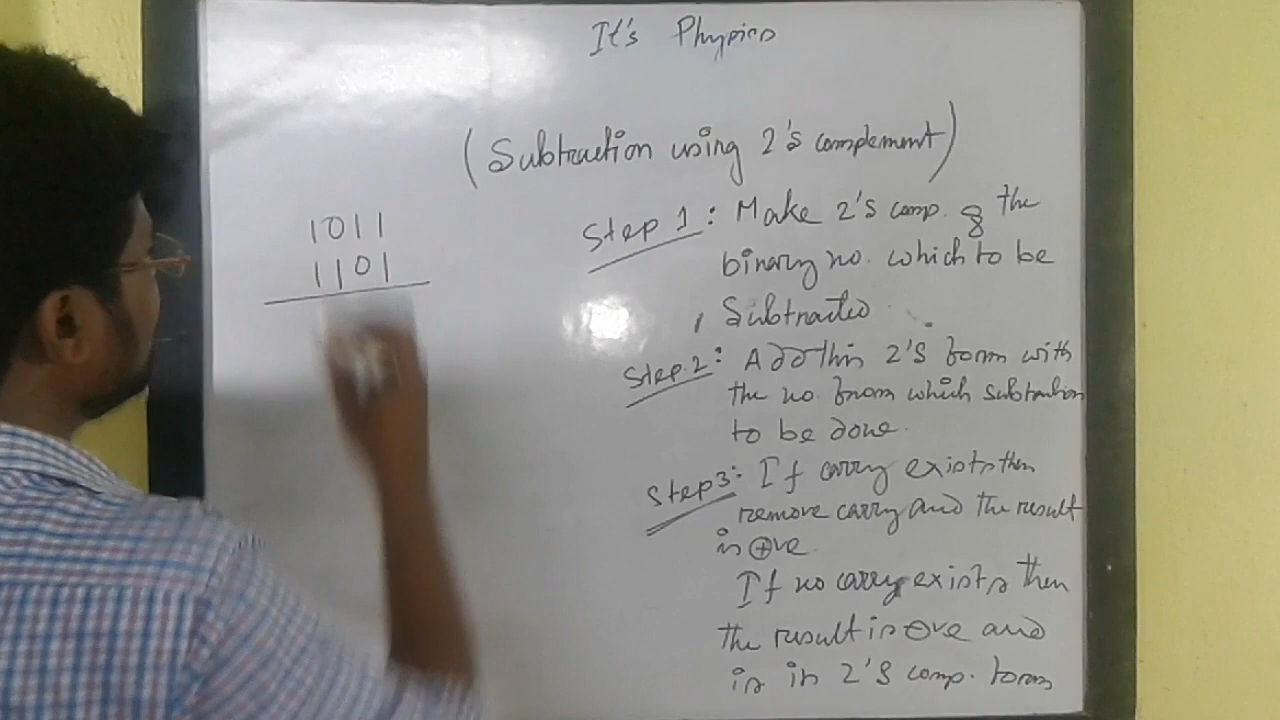 It's Physics
(Subtraction using 2's complement)
1011
1101
Step 1: Make 2's comp. of the
binary no. which to be
Subtracted
Step 2: Add this 2's form with
the no. from which subtraction
to be done.
Step 3: If carry exists then
remove carry and the result
is ⊕ve.
If no carry exists then
the result is ⊖ve and
is in 2's comp. form